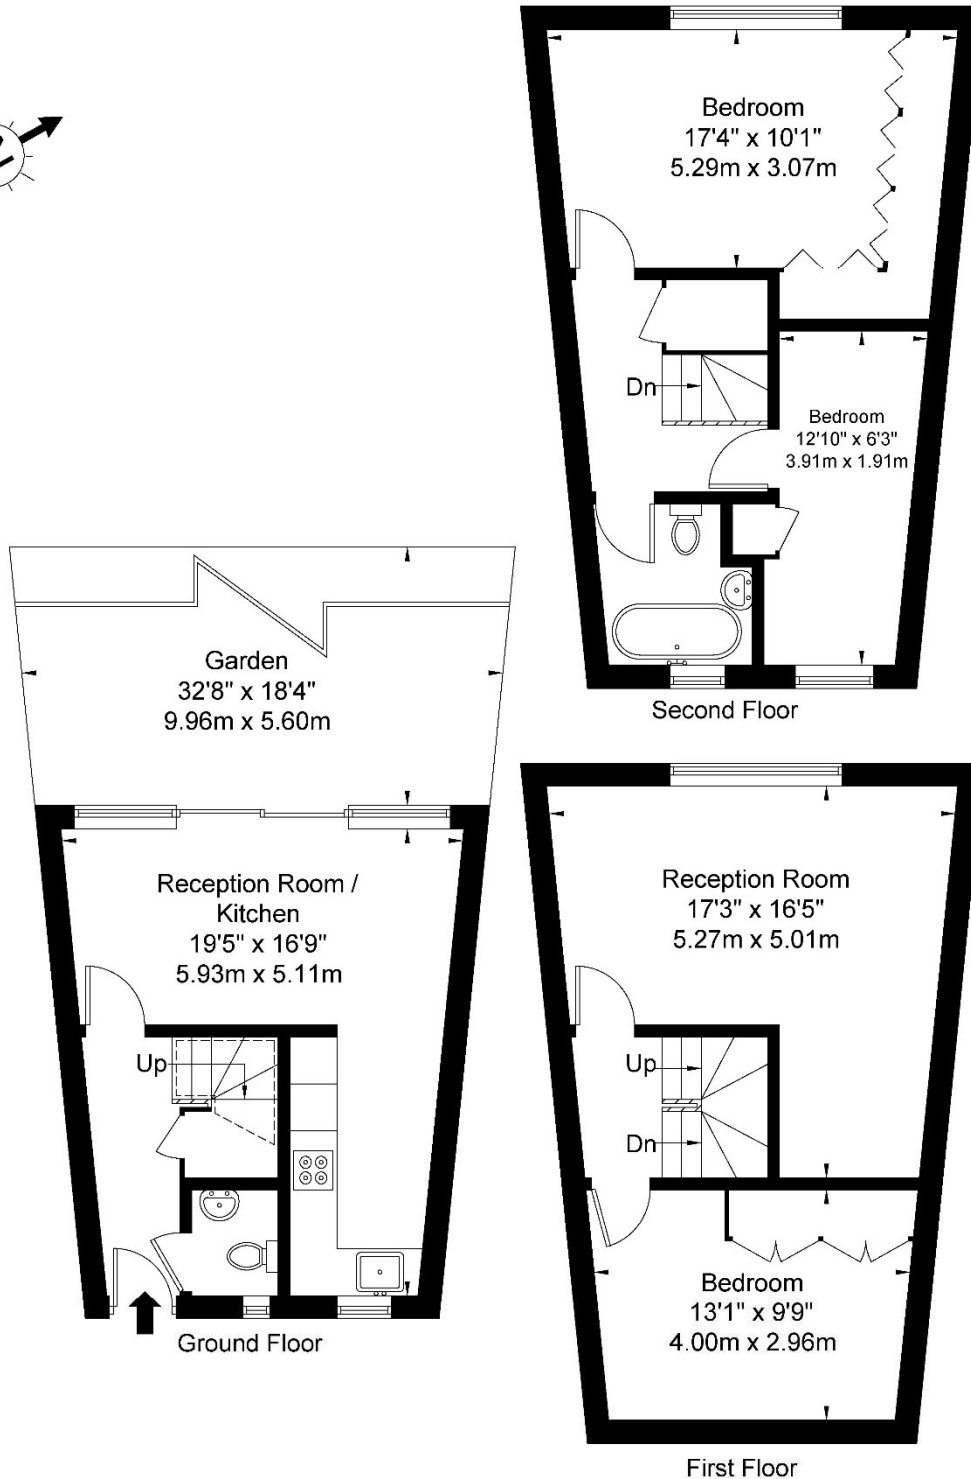 Bedroom
17'4" x 10'1"
5.29m x 3.07m
Dn
Bedroom
12'10" x 6'3"
3.91m x 1.91m
Second Floor
Garden
32'8" x 18'4"
9.96m x 5.60m
Reception Room /
Kitchen
19'5" x 16'9"
5.93m x 5.11m
Up
Ground Floor
Reception Room
17'3" x 16'5"
5.27m x 5.01m
Up
Dn
Bedroom
13'1" x 9'9"
4.00m x 2.96m
First Floor